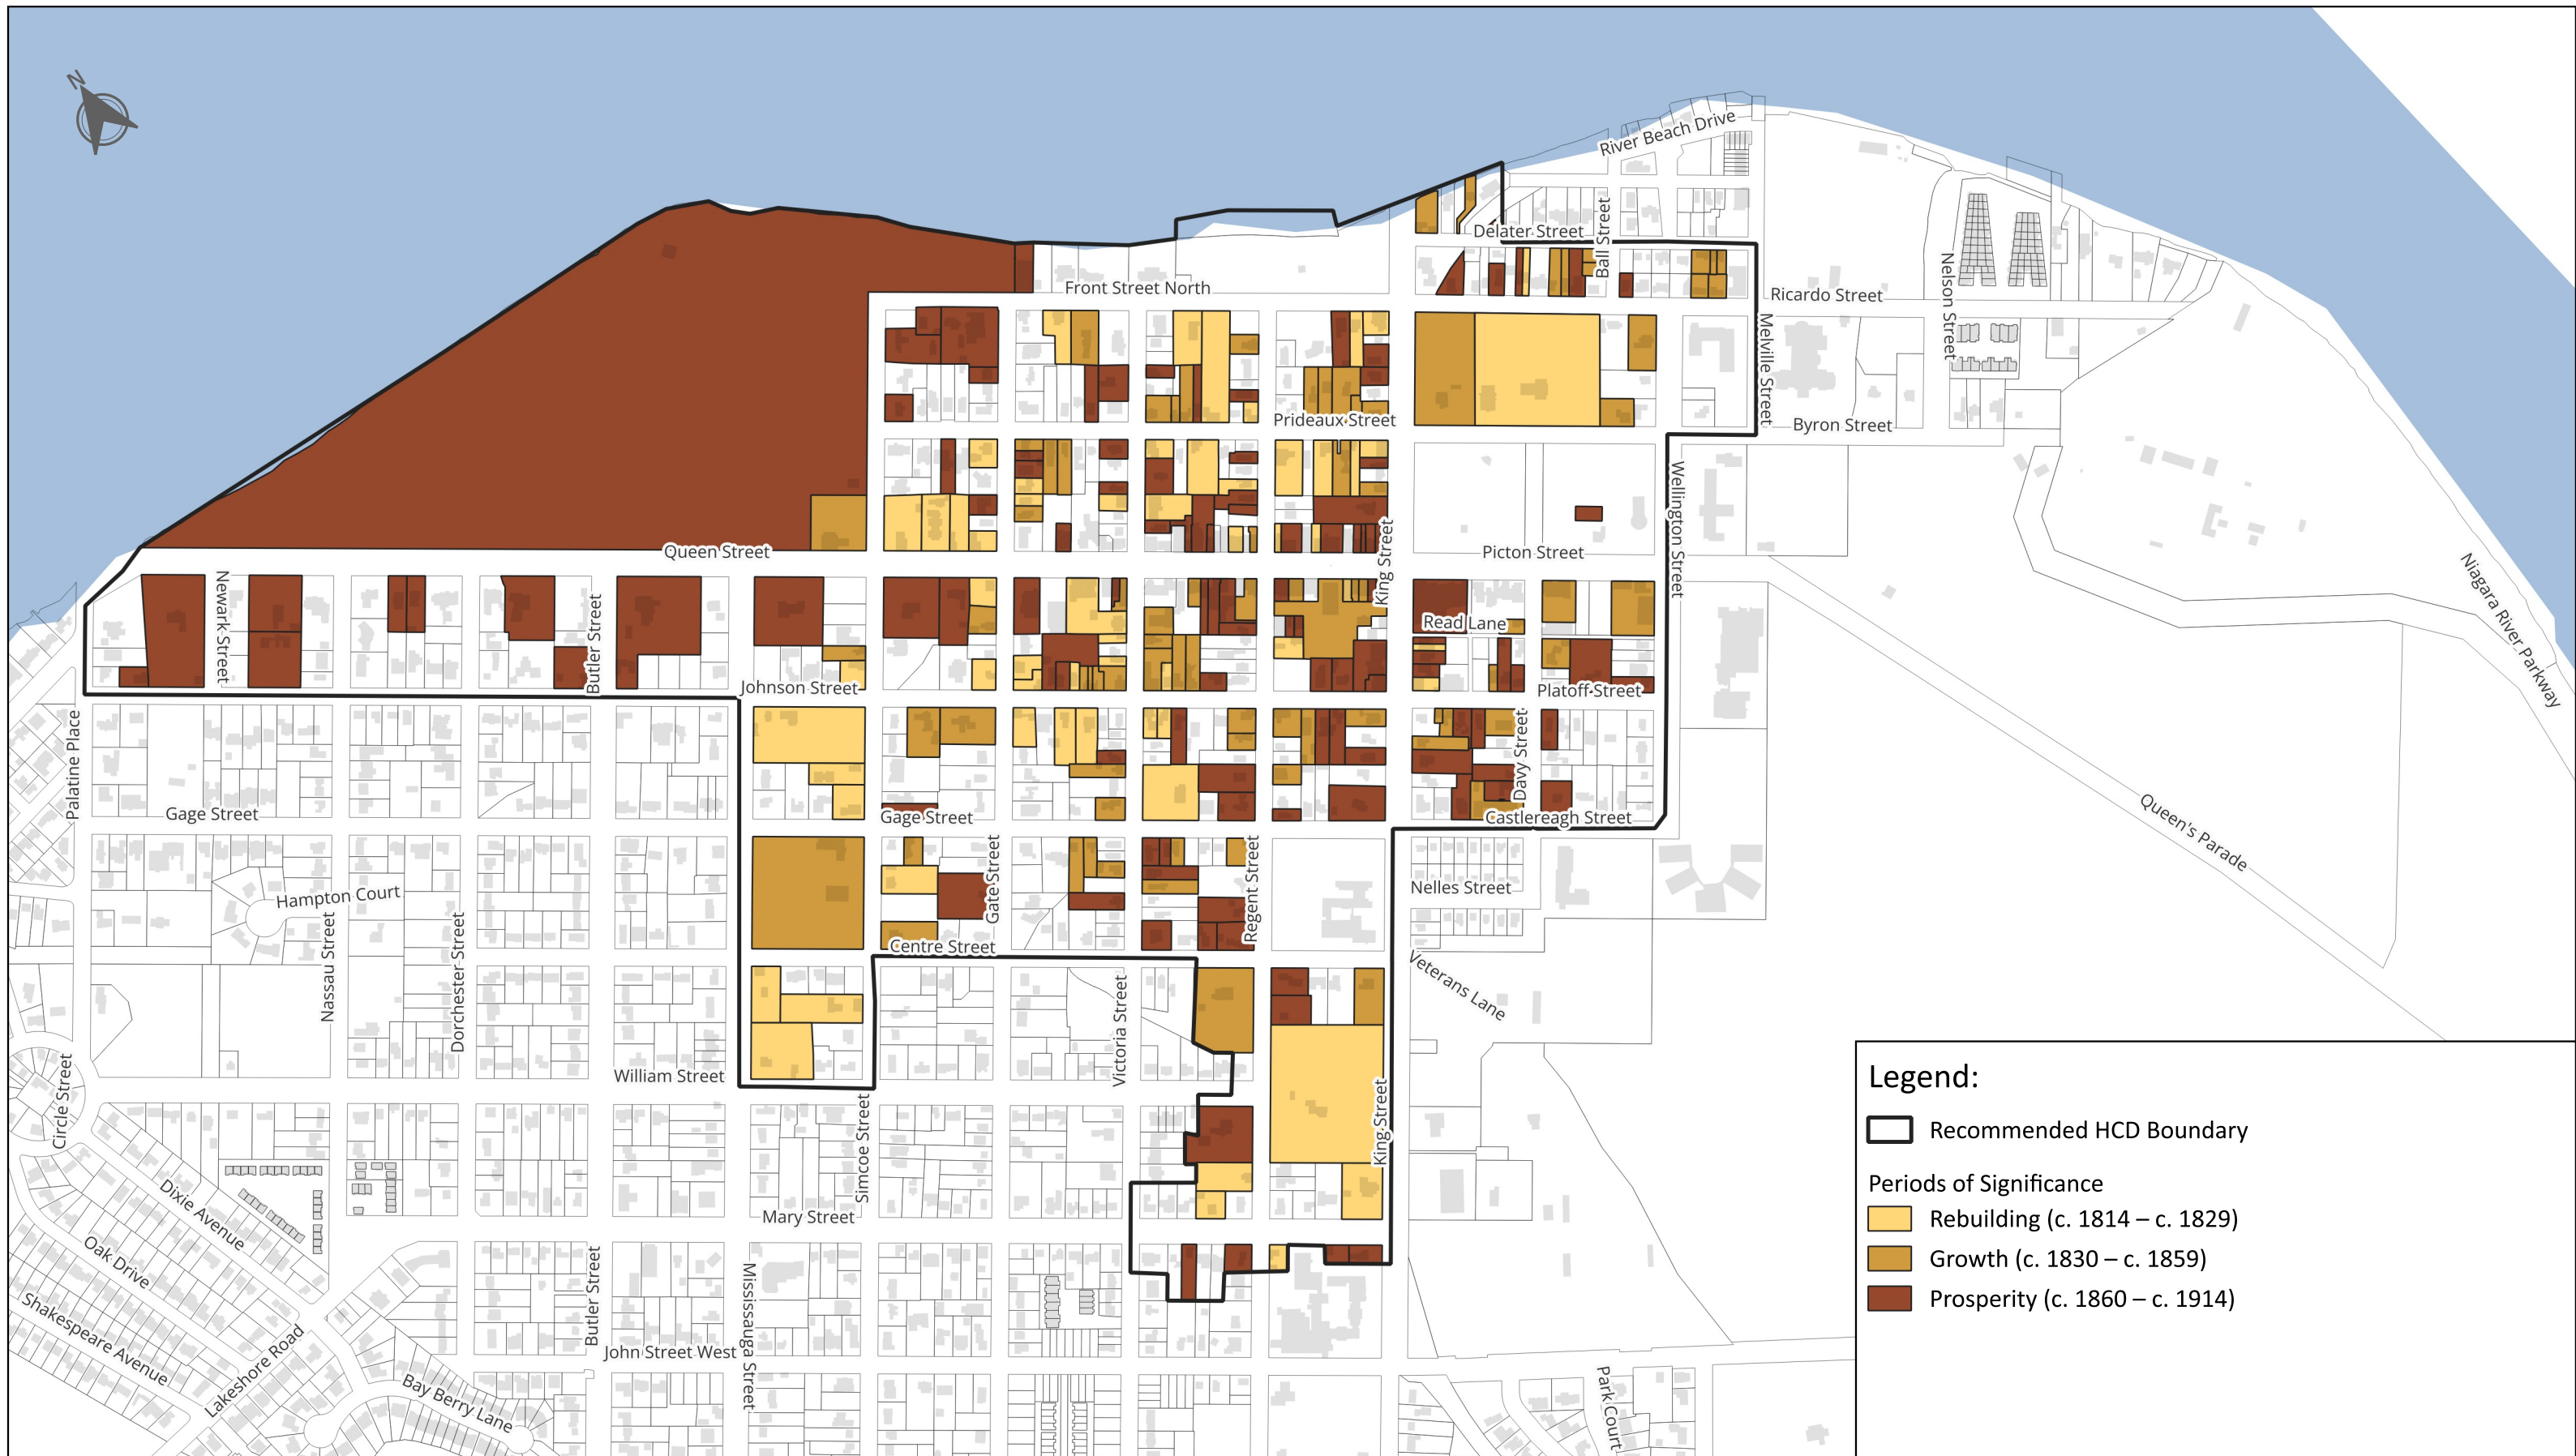 N
River Beach Drive
Delater Street
Ball Street
Front Street North
Ricardo Street
Nelson Street
Melville Street
Prideaux Street
Byron Street
Wellington Street
King Street
Queen Street
Picton Street
Newark Street
Butler Street
Read Lane
Niagara River Parkway
Johnson Street
Platoff Street
Palatine Place
Davy Street
Gage Street
Gage Street
Castlereagh Street
Queen's Parade
Hampton Court
Gate Street
Regent Street
Nelles Street
Nassau Street
Dorchester Street
Centre Street
Veterans Lane
Victoria Street
William Street
Circle Street
Simcoe Street
King Street
Dixie Avenue
Mary Street
Oak Drive
Shakespeare Avenue
Butler Street
Mississauga Street
John Street West
Lakeshore Road
Bay Berry Lane
Park Court
Legend:
Recommended HCD Boundary
Periods of Significance
Rebuilding (c. 1814 – c. 1829)
Growth (c. 1830 – c. 1859)
Prosperity (c. 1860 – c. 1914)